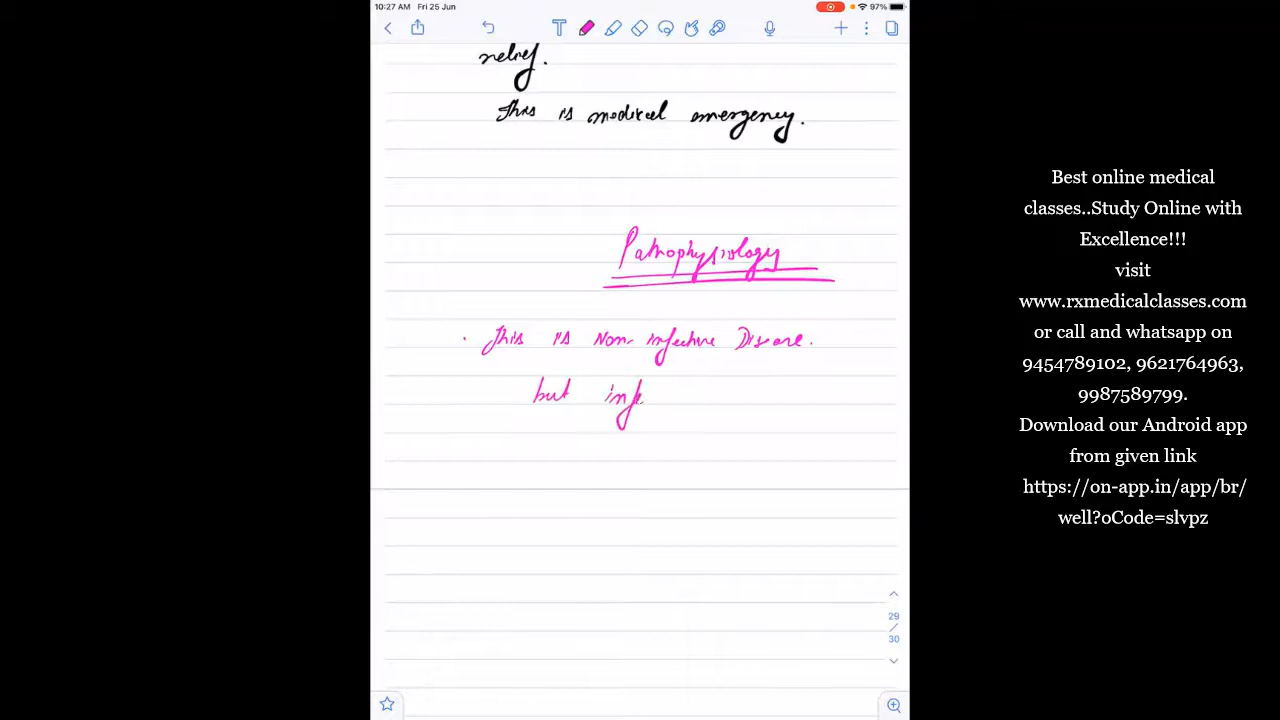 10:27 AM Fri 25 Jun
97%
relief.
This is medical emergency.
Pathophysiology
. This is Non-infective Disease.
but infe
29
/
30
Best online medical
classes..Study Online with
Excellence!!!
visit
www.rxmedicalclasses.com
or call and whatsapp on
9454789102, 9621764963,
9987589799.
Download our Android app
from given link
https://on-app.in/app/br/
well?oCode=slvpz